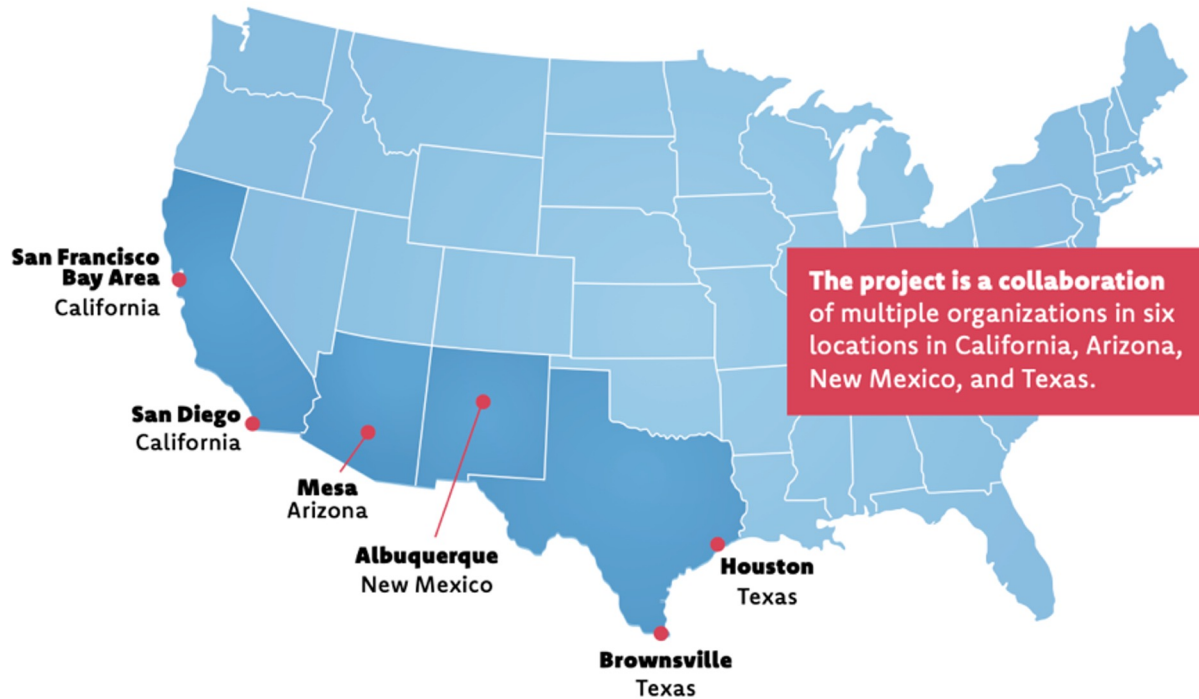 San Francisco
Bay Area
California
The project is a collaboration
of multiple organizations in six
locations in California, Arizona,
New Mexico, and Texas.
San Diego
California
Mesa
Arizona
Albuquerque
New Mexico
Houston
Texas
Brownsville
Texas